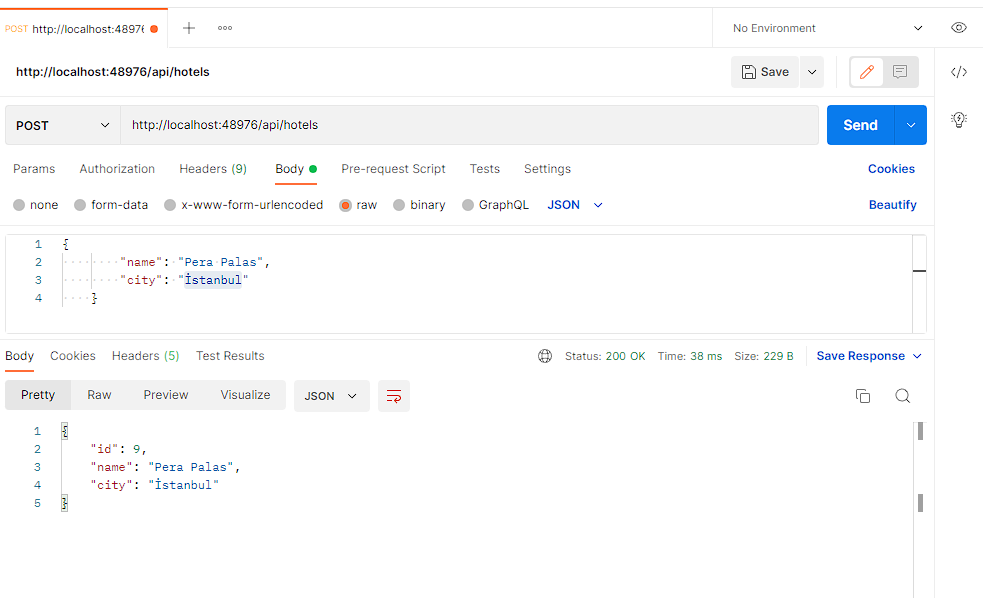 POST http://localhost:48976
No Environment
http://localhost:48976/api/hotels
Save
POST http://localhost:48976/api/hotels
Send
Params Authorization Headers (9) Body Pre-request Script Tests Settings Cookies
none form-data x-www-form-urlencoded raw binary GraphQL JSON Beautify
1 {
2 "name": "Pera Palas",
3 "city": "İstanbul"
4 }
Body Cookies Headers (5) Test Results Status: 200 OK Time: 38 ms Size: 229 B Save Response
Pretty Raw Preview Visualize JSON
1 {
2 "id": 9,
3 "name": "Pera Palas",
4 "city": "İstanbul"
5 }